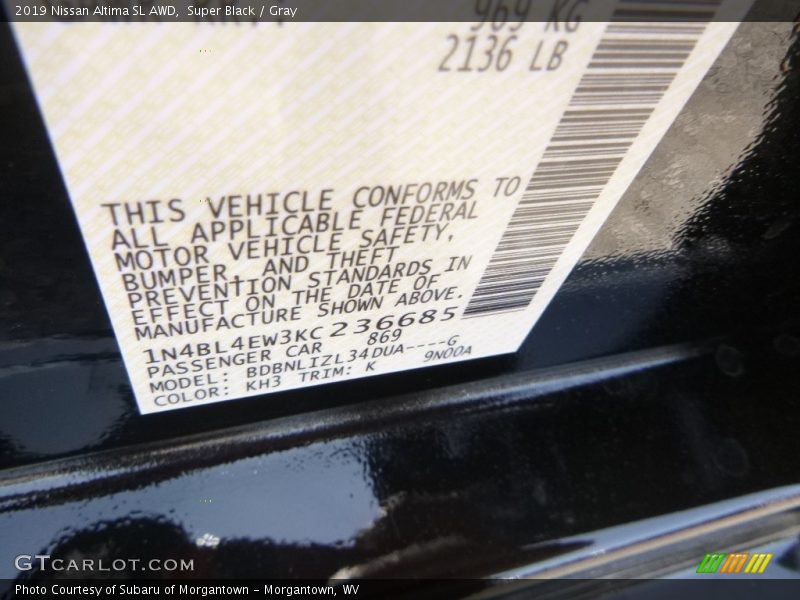 2019 Nissan Altima SL AWD,  Super Black / Gray
969 KG
2136 LB
THIS VEHICLE CONFORMS TO
ALL APPLICABLE FEDERAL
MOTOR VEHICLE SAFETY,
BUMPER, AND THEFT
PREVENTION STANDARDS IN
EFFECT ON THE DATE OF
MANUFACTURE SHOWN ABOVE.
1N4BL4EW3KC236685
PASSENGER CAR 869
MODEL: BDBNLIZL34DUA----G
COLOR: KH3 TRIM: K 9N00A
GTCARLOT.COM
Photo Courtesy of Subaru of Morgantown - Morgantown, WV